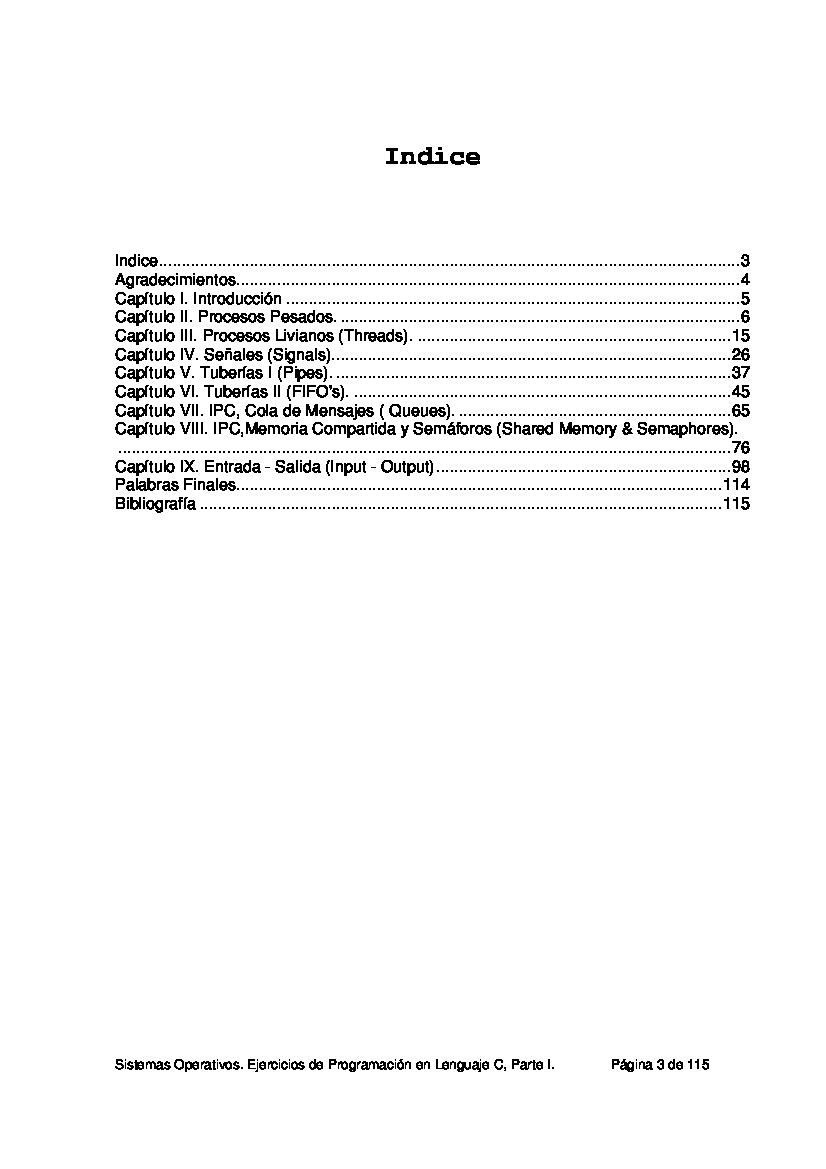 Indice
Indice....................................................................................................................................3
Agradecimientos..................................................................................................................4
Capítulo I. Introducción .......................................................................................................5
Capítulo II. Procesos Pesados. ...........................................................................................6
Capítulo III. Procesos Livianos (Threads). ........................................................................15
Capítulo IV. Señales (Signals)...........................................................................................26
Capítulo V. Tuberías I (Pipes). ..........................................................................................37
Capítulo VI. Tuberías II (FIFO's). ......................................................................................45
Capítulo VII. IPC, Cola de Mensajes ( Queues). ...............................................................65
Capítulo VIII. IPC,Memoria Compartida y Semáforos (Shared Memory & Semaphores).
..........................................................................................................................................76
Capítulo IX. Entrada - Salida (Input - Output)....................................................................98
Palabras Finales..............................................................................................................114
Bibliografía ......................................................................................................................115
Sistemas Operativos. Ejercicios de Programación en Lenguaje C, Parte I. Página 3 de 115